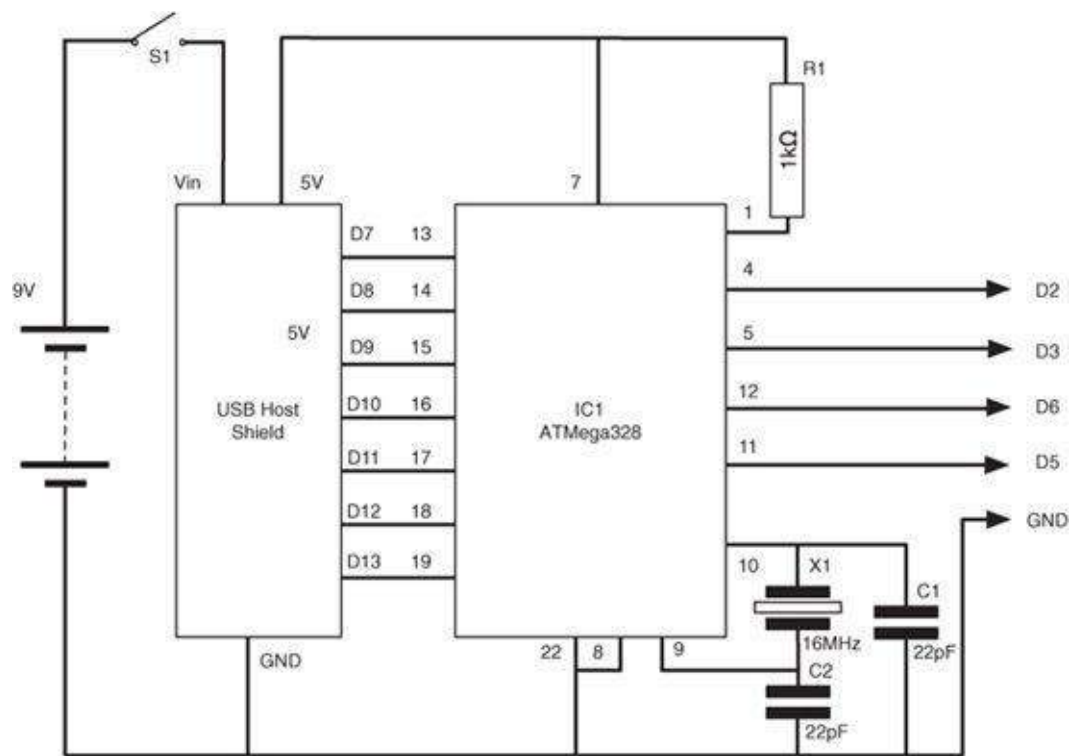 S1
R1
1kΩ
Vin
5V
7
1
D7 13
4
D2
9V
D8 14
5V
5
D3
D9 15
12
D6
D10 16
USB Host
Shield
IC1
ATMega328
11
D5
D11 17
D12 18
GND
D13 19
10
X1
C1
16MHz
22pF
GND
22
8
9
C2
22pF